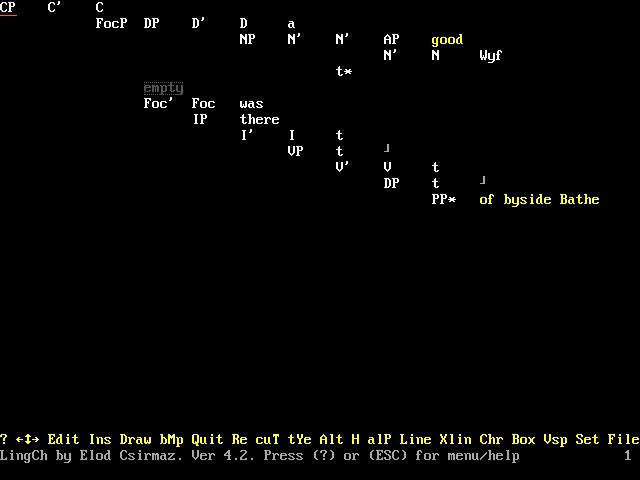 CP C' C
FocP DP D' D a
NP N' N' AP good
N' N Wyf
t*
empty
Foc' Foc was
IP there
I' I t
VP t ┘
V' V t
DP t ┘
PP* of byside Bathe
? ←↕→ Edit Ins Draw bMp Quit Re cuT tYe Alt H alP Line Xlin Chr Box Vsp Set File
LingCh by Elod Csirmaz. Ver 4.2. Press (?) or (ESC) for menu/help 1